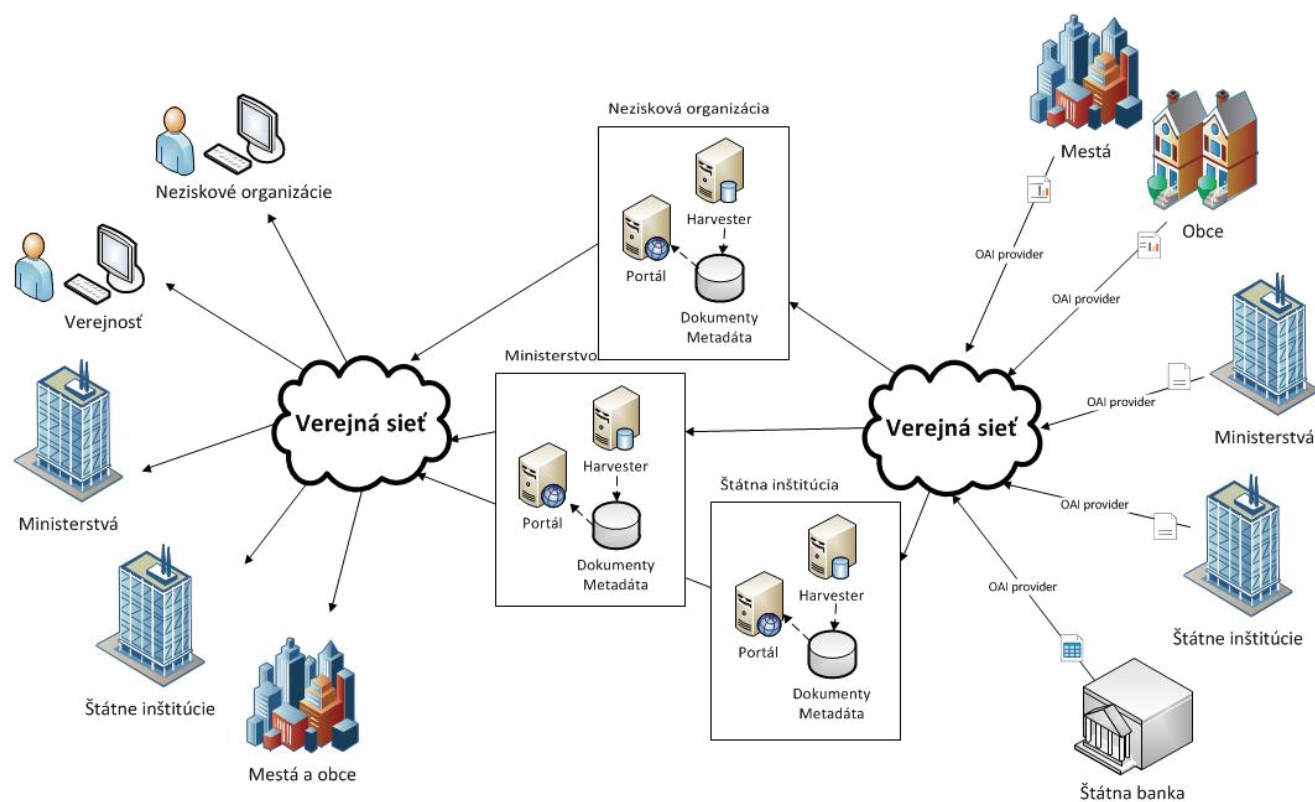 Neziskové organizácie
Verejnosť
Ministerstvá
Štátne inštitúcie
Mestá a obce
Verejná sieť
Nezisková organizácia
Harvester
Portál
Dokumenty
Metadáta
Ministerstvo
Harvester
Portál
Dokumenty
Metadáta
Štátna inštitúcia
Harvester
Portál
Dokumenty
Metadáta
Verejná sieť
Mestá
OAI provider
Obce
OAI provider
Ministerstvá
OAI provider
Štátne inštitúcie
OAI provider
Štátna banka
OAI provider